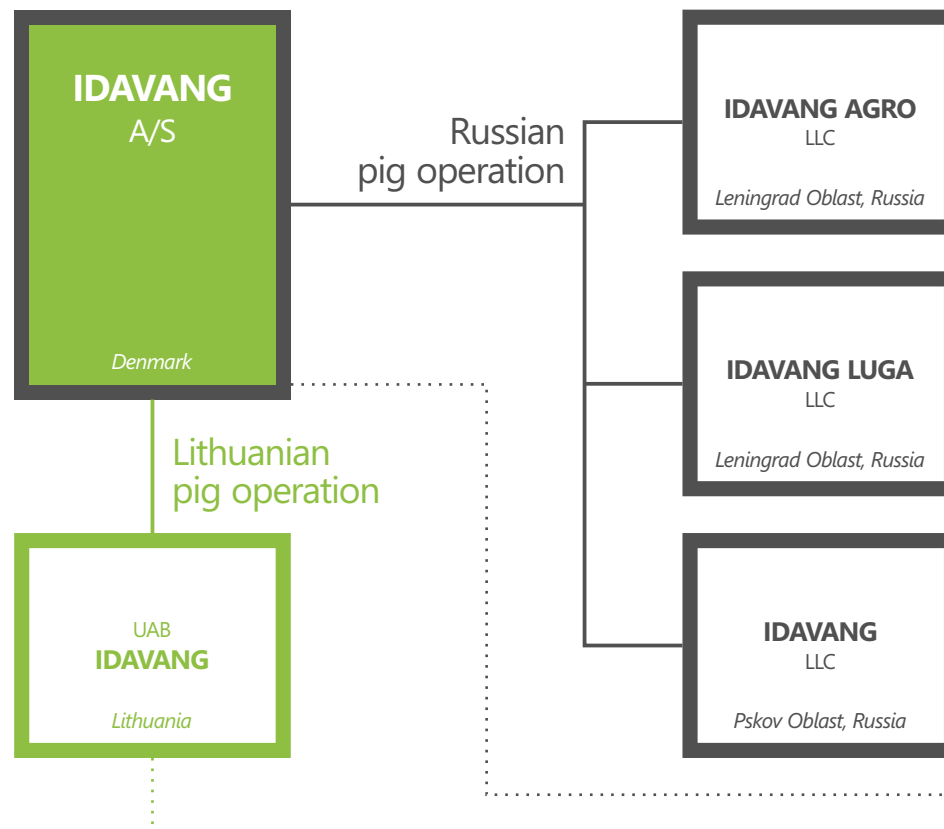 IDAVANG
A/S
Denmark
Russian
pig operation
IDAVANG AGRO
LLC
Leningrad Oblast, Russia
IDAVANG LUGA
LLC
Leningrad Oblast, Russia
Lithuanian
pig operation
UAB
IDAVANG
Lithuania
IDAVANG
LLC
Pskov Oblast, Russia